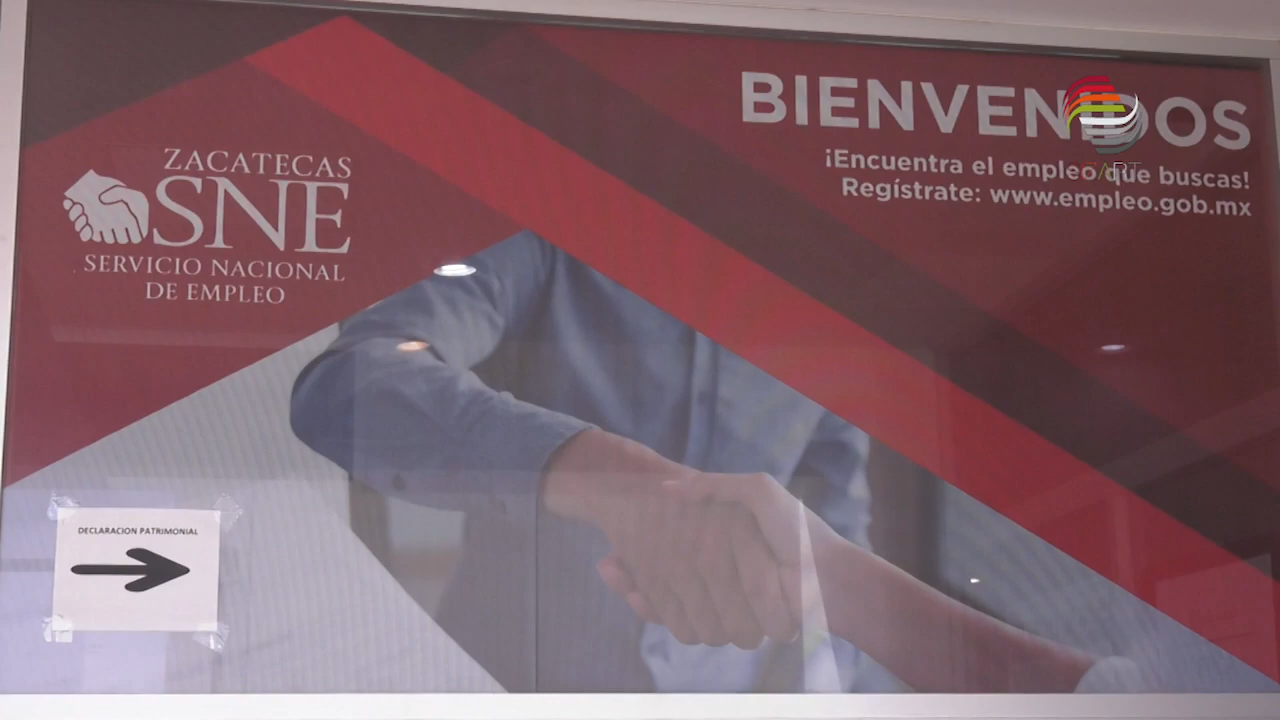 BIENVENIDOS
¡Encuentra el empleo que buscas!
Regístrate: www.empleo.gob.mx
ZACATECAS
SNE
SERVICIO NACIONAL
DE EMPLEO
DECLARACION PATRIMONIAL